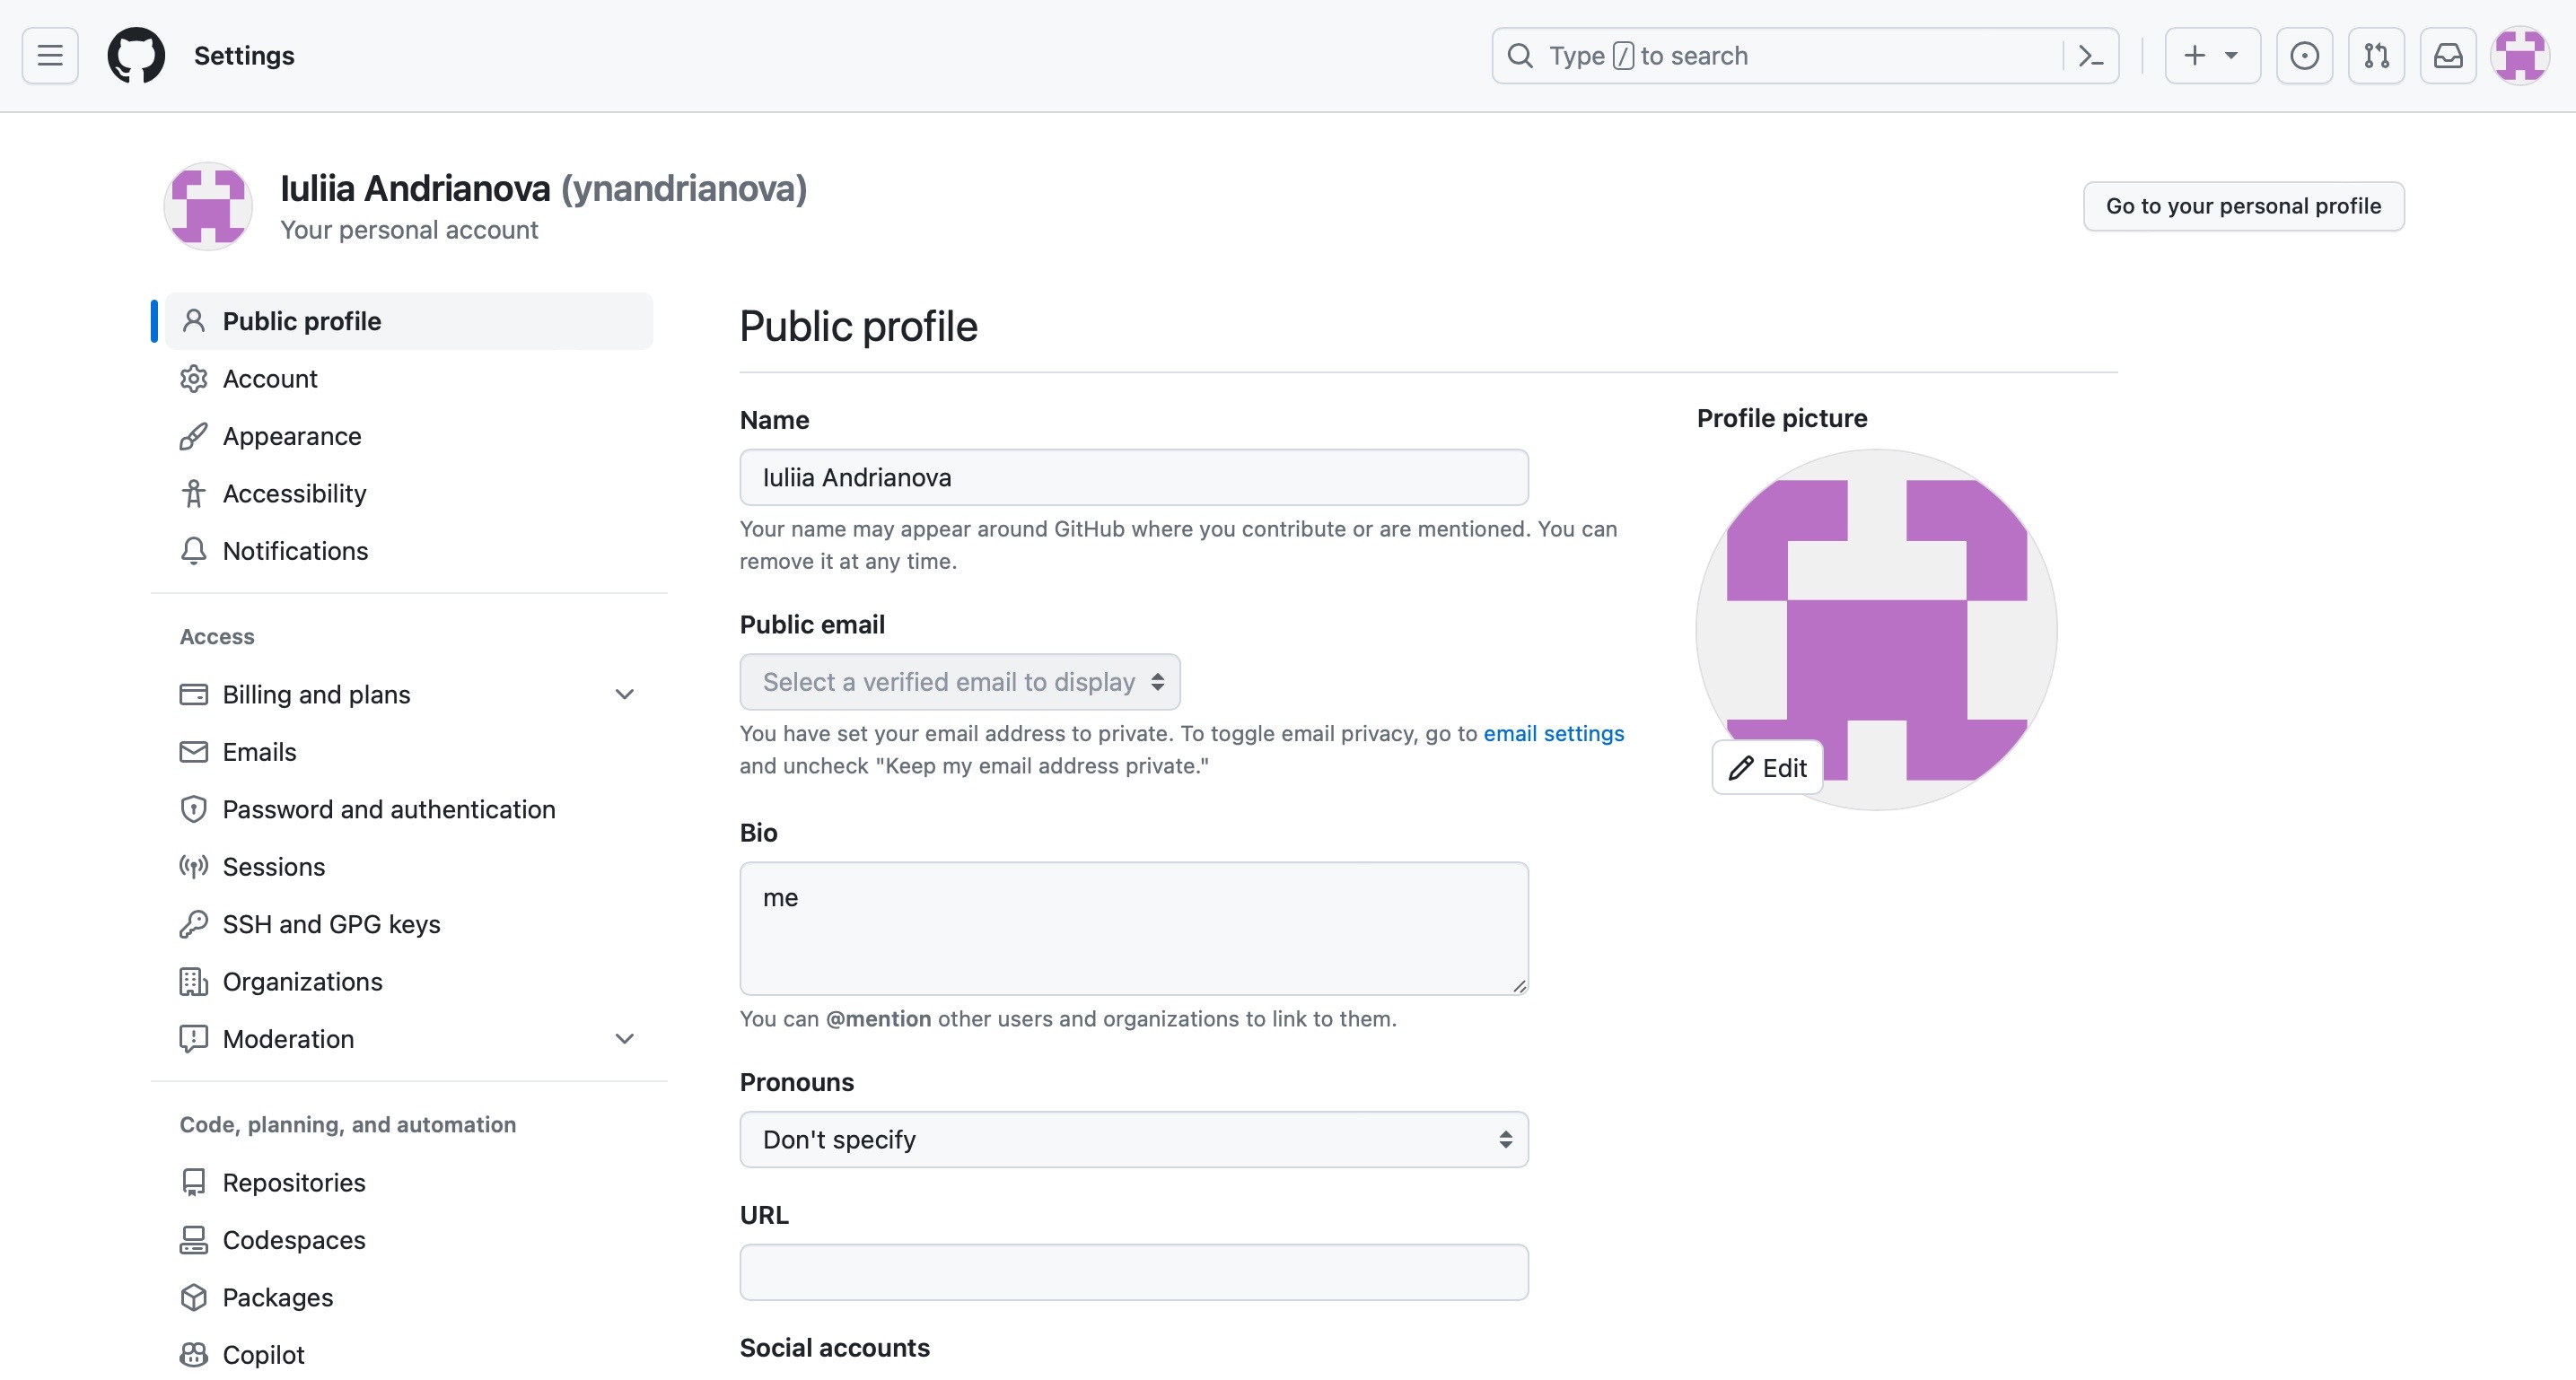 Settings
Type / to search
Iuliia Andrianova (ynandrianova)
Your personal account
Go to your personal profile
Public profile
Account
Appearance
Accessibility
Notifications
Access
Billing and plans
Emails
Password and authentication
Sessions
SSH and GPG keys
Organizations
Moderation
Code, planning, and automation
Repositories
Codespaces
Packages
Copilot
Public profile
Name
Iuliia Andrianova
Your name may appear around GitHub where you contribute or are mentioned. You can
remove it at any time.
Public email
Select a verified email to display
You have set your email address to private. To toggle email privacy, go to email settings
and uncheck "Keep my email address private."
Bio
me
You can @mention other users and organizations to link to them.
Pronouns
Don't specify
URL
Social accounts
Profile picture
Edit